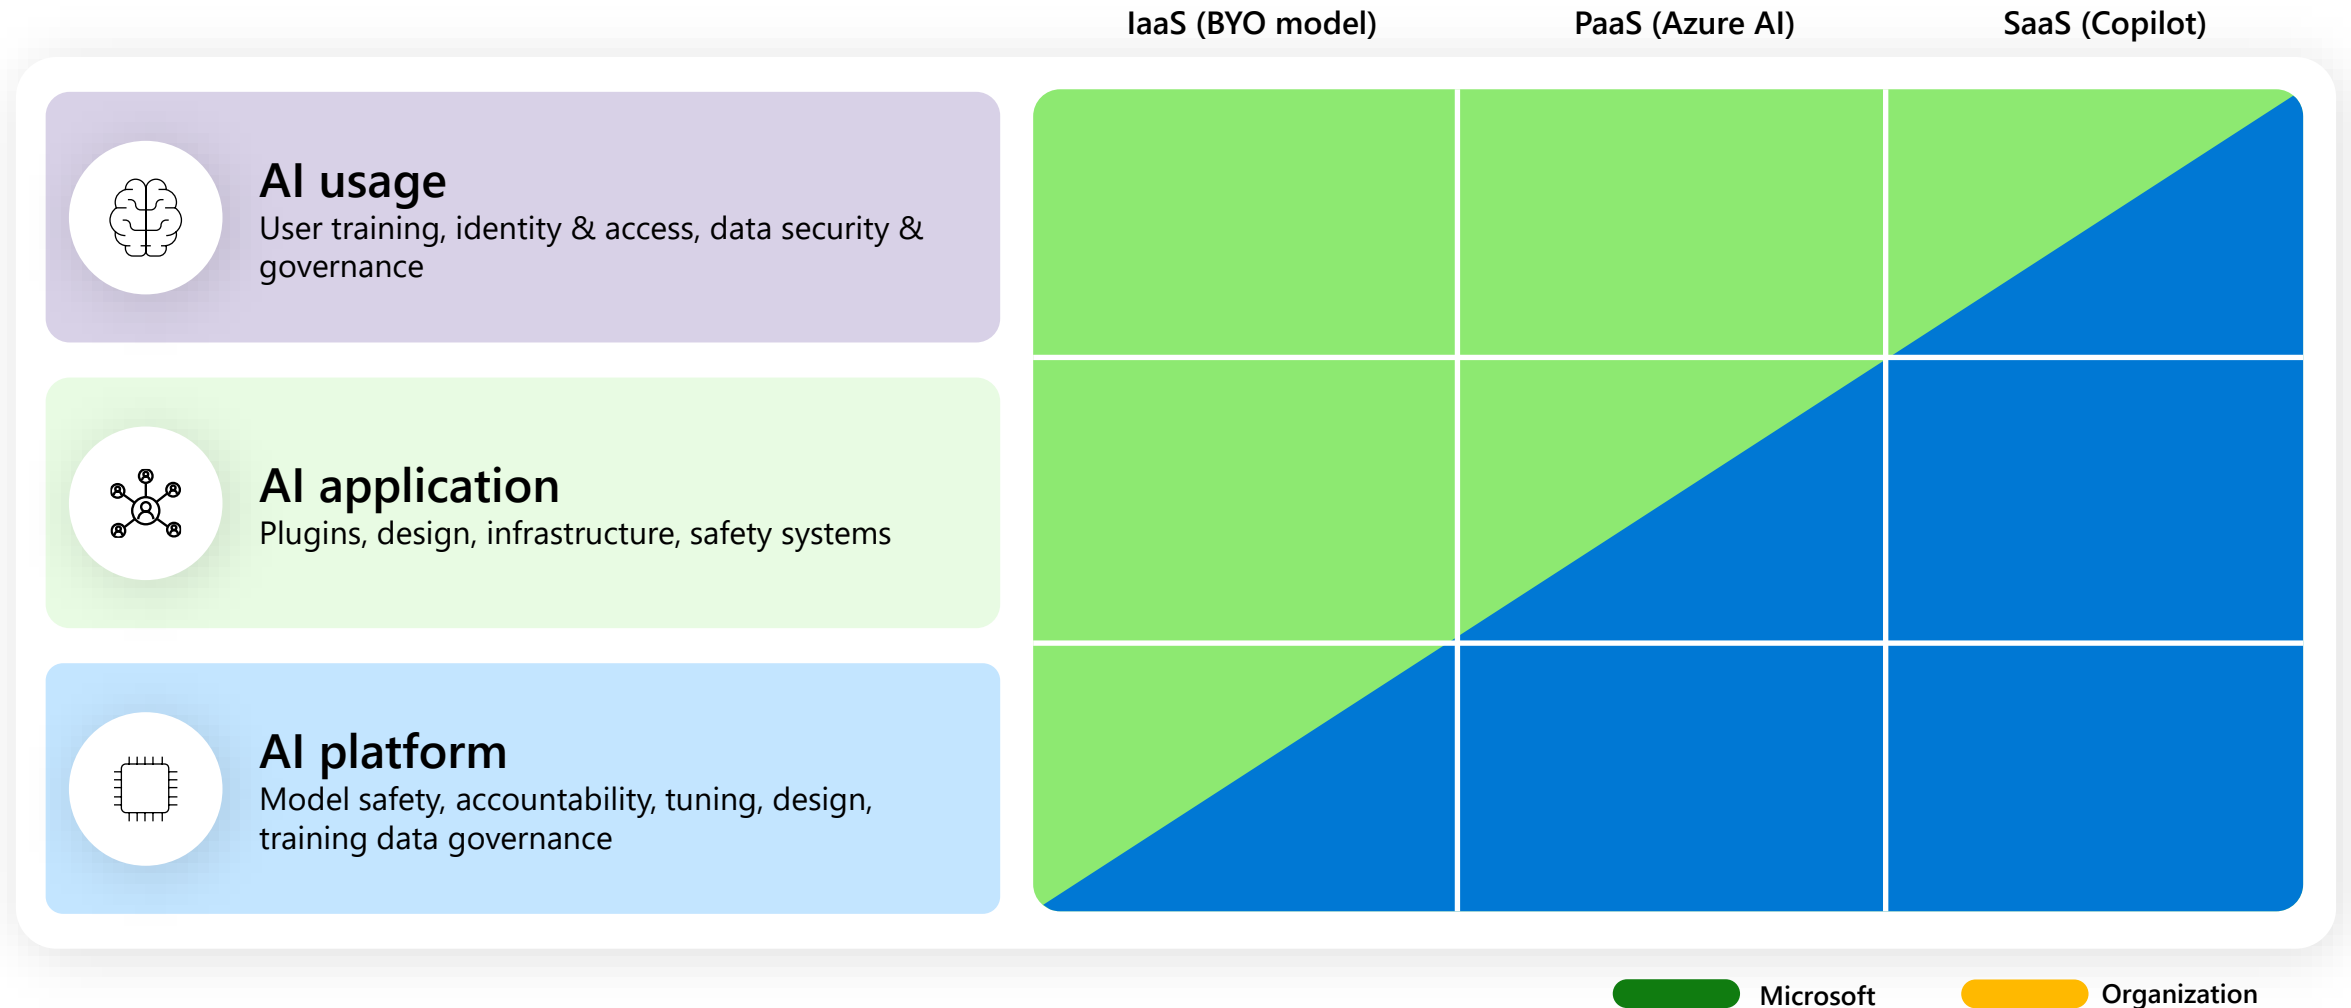 IaaS (BYO model)
PaaS (Azure AI)
SaaS (Copilot)
AI usage
User training, identity & access, data security &
governance
AI application
Plugins, design, infrastructure, safety systems
AI platform
Model safety, accountability, tuning, design,
training data governance
Microsoft
Organization